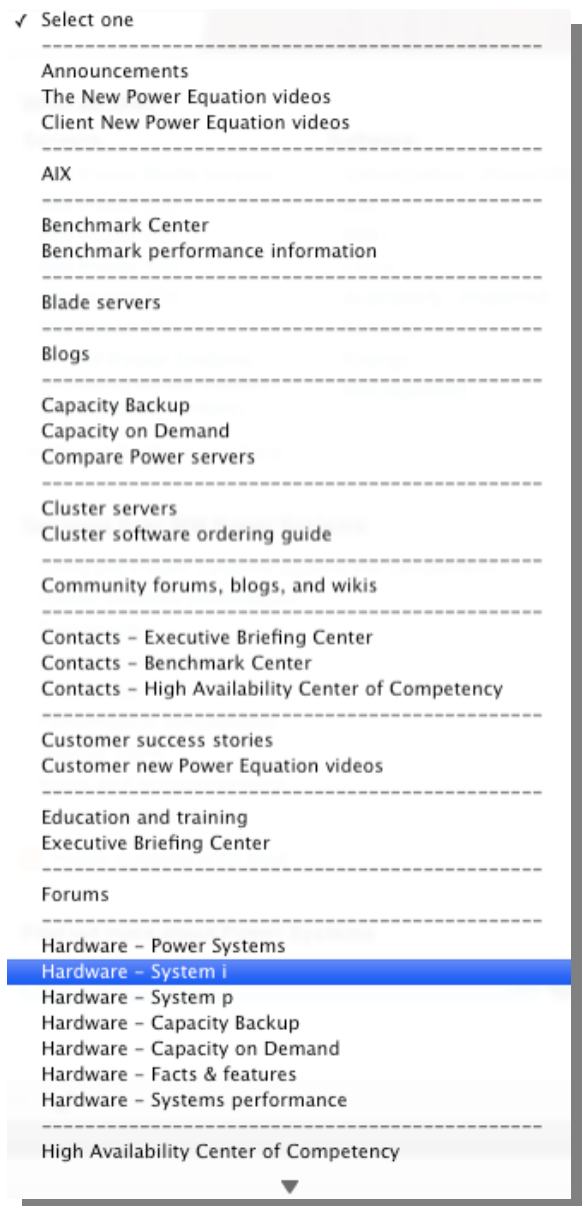 ✓ Select one
----------------------------------------
Announcements
The New Power Equation videos
Client New Power Equation videos
----------------------------------------
AIX
----------------------------------------
Benchmark Center
Benchmark performance information
----------------------------------------
Blade servers
----------------------------------------
Blogs
----------------------------------------
Capacity Backup
Capacity on Demand
Compare Power servers
----------------------------------------
Cluster servers
Cluster software ordering guide
----------------------------------------
Community forums, blogs, and wikis
----------------------------------------
Contacts – Executive Briefing Center
Contacts – Benchmark Center
Contacts – High Availability Center of Competency
----------------------------------------
Customer success stories
Customer new Power Equation videos
----------------------------------------
Education and training
Executive Briefing Center
----------------------------------------
Forums
----------------------------------------
Hardware – Power Systems
Hardware – System i
Hardware – System p
Hardware – Capacity Backup
Hardware – Capacity on Demand
Hardware – Facts & features
Hardware – Systems performance
----------------------------------------
High Availability Center of Competency